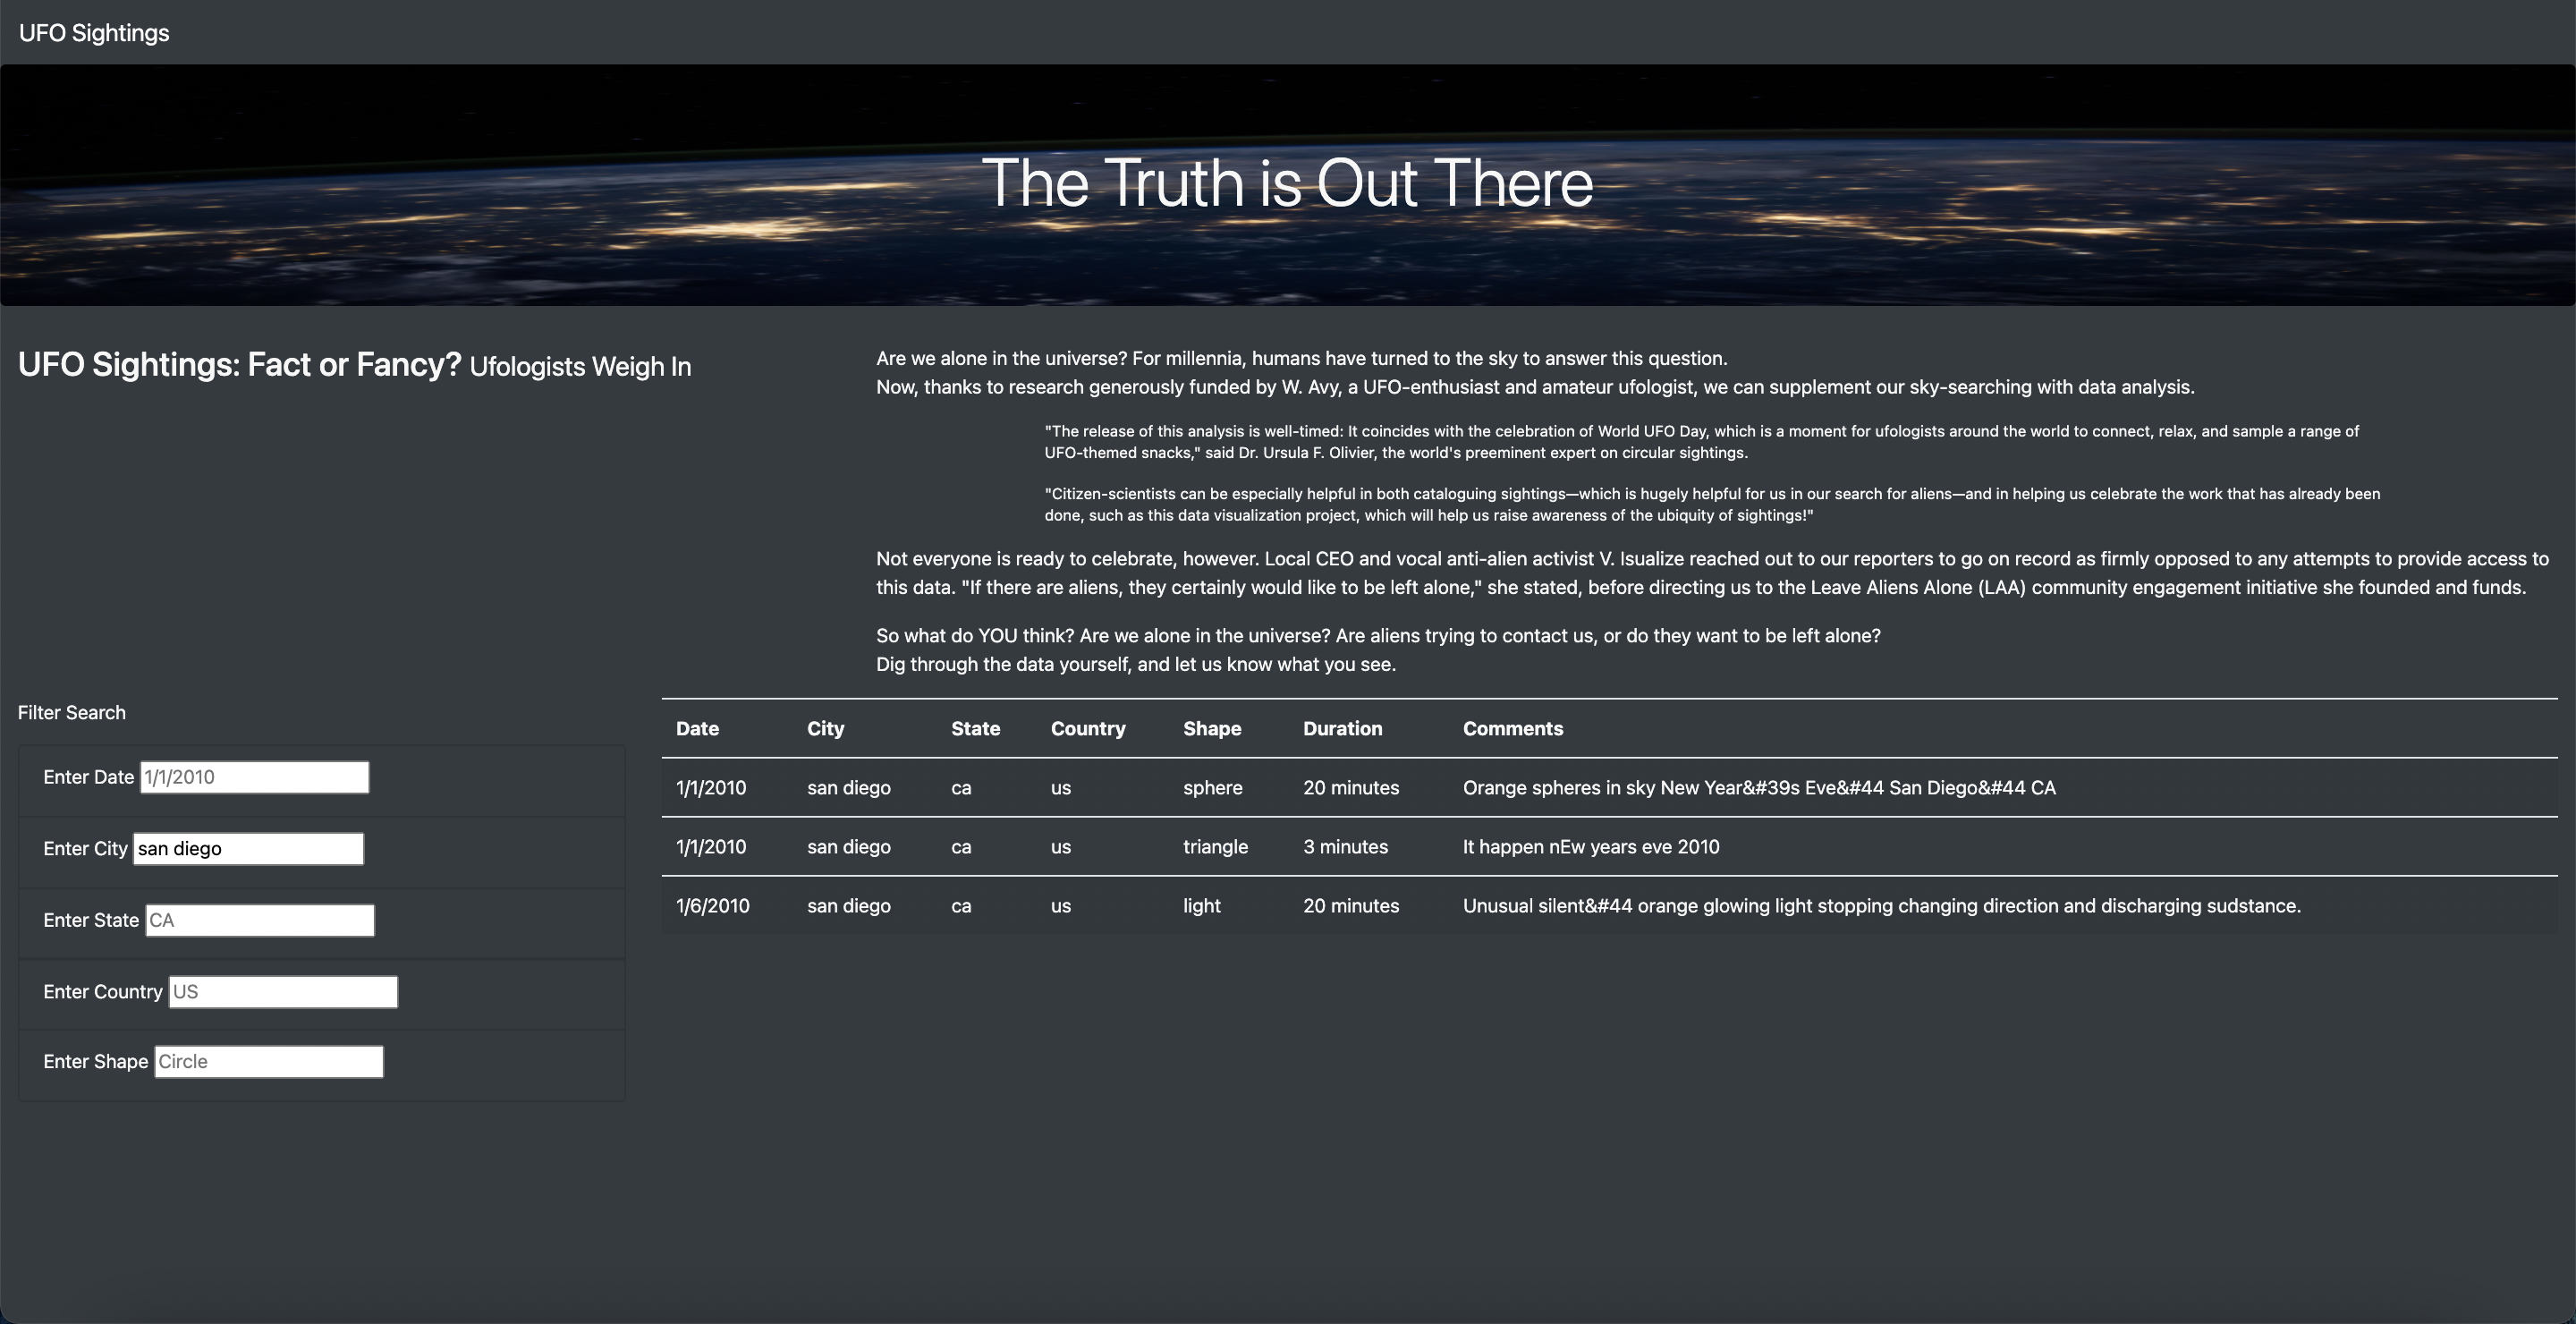 UFO Sightings
The Truth is Out There
UFO Sightings: Fact or Fancy? Ufologists Weigh In
Are we alone in the universe? For millennia, humans have turned to the sky to answer this question.
Now, thanks to research generously funded by W. Avy, a UFO-enthusiast and amateur ufologist, we can supplement our sky-searching with data analysis.
"The release of this analysis is well-timed: It coincides with the celebration of World UFO Day, which is a moment for ufologists around the world to connect, relax, and sample a range of
UFO-themed snacks," said Dr. Ursula F. Olivier, the world's preeminent expert on circular sightings.
"Citizen-scientists can be especially helpful in both cataloguing sightings—which is hugely helpful for us in our search for aliens—and in helping us celebrate the work that has already been
done, such as this data visualization project, which will help us raise awareness of the ubiquity of sightings!"
Not everyone is ready to celebrate, however. Local CEO and vocal anti-alien activist V. Isualize reached out to our reporters to go on record as firmly opposed to any attempts to provide access to
this data. "If there are aliens, they certainly would like to be left alone," she stated, before directing us to the Leave Aliens Alone (LAA) community engagement initiative she founded and funds.
So what do YOU think? Are we alone in the universe? Are aliens trying to contact us, or do they want to be left alone?
Dig through the data yourself, and let us know what you see.
Filter Search
Enter Date 1/1/2010
Enter City san diego
Enter State CA
Enter Country US
Enter Shape Circle
Date City State Country Shape Duration Comments
1/1/2010 san diego ca us sphere 20 minutes Orange spheres in sky New Year&#39s Eve&#44 San Diego&#44 CA
1/1/2010 san diego ca us triangle 3 minutes It happen nEw years eve 2010
1/6/2010 san diego ca us light 20 minutes Unusual silent&#44 orange glowing light stopping changing direction and discharging sudstance.